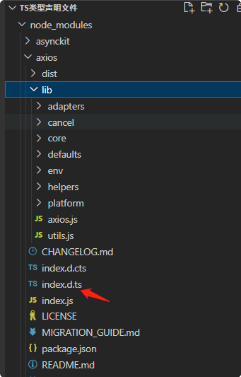 TS类型声明文件
node_modules
asynckit
axios
dist
lib
adapters
cancel
core
defaults
env
helpers
platform
JS axios.js
JS utils.js
CHANGELOG.md
TS index.d.cts
TS index.d.ts
JS index.js
LICENSE
MIGRATION_GUIDE.md
{} package.json
README.md